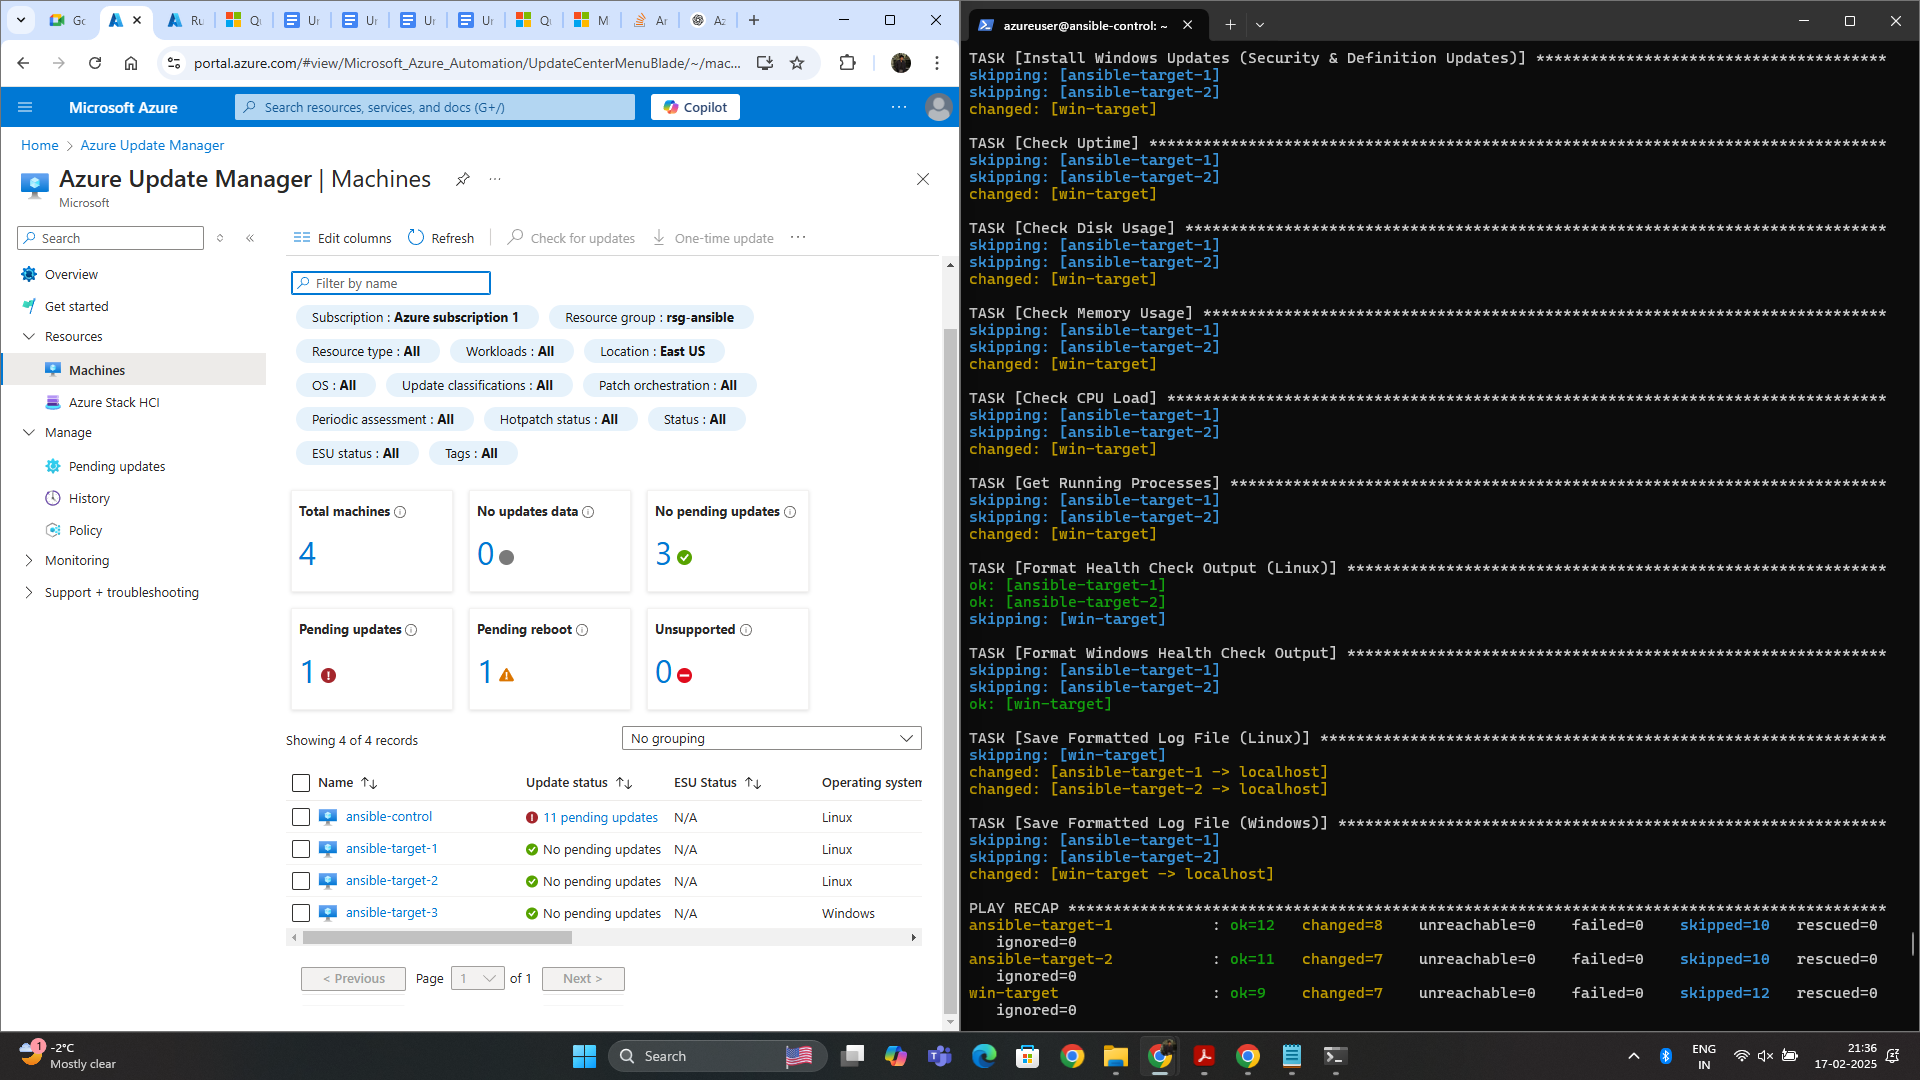 Gc
Ru
Qu
Ur
Ur
Ur
Ur
Qu
M
Ar
Az
portal.azure.com/#view/Microsoft_Azure_Automation/UpdateCenterMenuBlade/~/mac...
Microsoft Azure
Search resources, services, and docs (G+/)
Copilot
Home > Azure Update Manager
Azure Update Manager | Machines
Microsoft
Search
Overview
Get started
Resources
Machines
Azure Stack HCI
Manage
Pending updates
History
Policy
Monitoring
Support + troubleshooting
Edit columns
Refresh
Check for updates
One-time update
Filter by name
Subscription : Azure subscription 1
Resource group : rsg-ansible
Resource type : All
Workloads : All
Location : East US
OS : All
Update classifications : All
Patch orchestration : All
Periodic assessment : All
Hotpatch status : All
Status : All
ESU status : All
Tags : All
Total machines
4
No updates data
0
No pending updates
3
Pending updates
1
Pending reboot
1
Unsupported
0
Showing 4 of 4 records
No grouping
Name Update status ESU Status Operating system
ansible-control 11 pending updates N/A Linux
ansible-target-1 No pending updates N/A Linux
ansible-target-2 No pending updates N/A Linux
ansible-target-3 No pending updates N/A Windows
< Previous Page 1 of 1 Next >
azureuser@ansible-control: ~
TASK [Install Windows Updates (Security & Definition Updates)] ***************************************
skipping: [ansible-target-1]
skipping: [ansible-target-2]
changed: [win-target]
TASK [Check Uptime] **********************************************************************************
skipping: [ansible-target-1]
skipping: [ansible-target-2]
changed: [win-target]
TASK [Check Disk Usage] ******************************************************************************
skipping: [ansible-target-1]
skipping: [ansible-target-2]
changed: [win-target]
TASK [Check Memory Usage] ****************************************************************************
skipping: [ansible-target-1]
skipping: [ansible-target-2]
changed: [win-target]
TASK [Check CPU Load] ********************************************************************************
skipping: [ansible-target-1]
skipping: [ansible-target-2]
changed: [win-target]
TASK [Get Running Processes] *************************************************************************
skipping: [ansible-target-1]
skipping: [ansible-target-2]
changed: [win-target]
TASK [Format Health Check Output (Linux)] ************************************************************
ok: [ansible-target-1]
ok: [ansible-target-2]
skipping: [win-target]
TASK [Format Windows Health Check Output] ************************************************************
skipping: [ansible-target-1]
skipping: [ansible-target-2]
ok: [win-target]
TASK [Save Formatted Log File (Linux)] ***************************************************************
skipping: [win-target]
changed: [ansible-target-1 -> localhost]
changed: [ansible-target-2 -> localhost]
TASK [Save Formatted Log File (Windows)] *************************************************************
skipping: [ansible-target-1]
skipping: [ansible-target-2]
changed: [win-target -> localhost]
PLAY RECAP *******************************************************************************************
ansible-target-1 : ok=12 changed=8 unreachable=0 failed=0 skipped=10 rescued=0
ignored=0
ansible-target-2 : ok=11 changed=7 unreachable=0 failed=0 skipped=10 rescued=0
ignored=0
win-target : ok=9 changed=7 unreachable=0 failed=0 skipped=12 rescued=0
ignored=0
1
-2°C
Mostly clear
Search
ENG
IN
21:36
17-02-2025